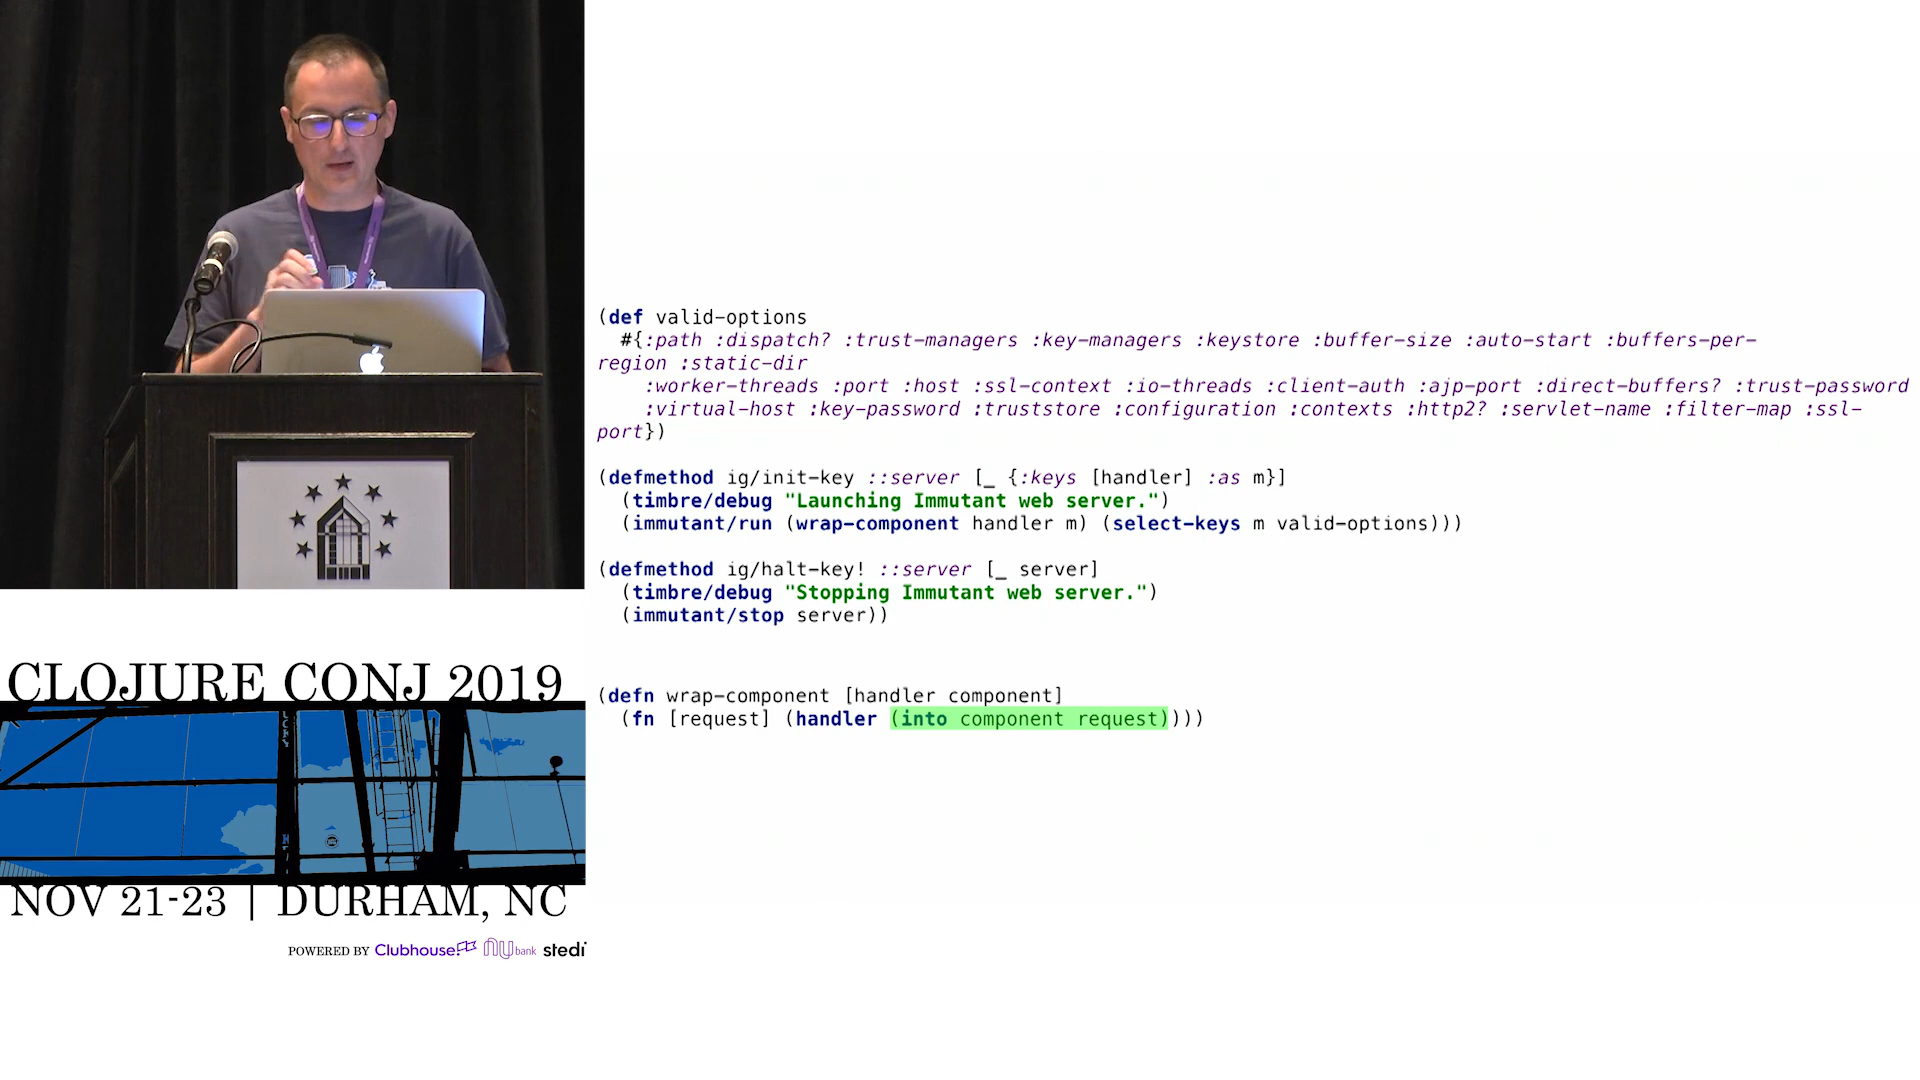 (def valid-options
#{:path :dispatch? :trust-managers :key-managers :keystore :buffer-size :auto-start :buffers-per-
region :static-dir
:worker-threads :port :host :ssl-context :io-threads :client-auth :ajp-port :direct-buffers? :trust-password
:virtual-host :key-password :truststore :configuration :contexts :http2? :servlet-name :filter-map :ssl-
port})
(defmethod ig/init-key ::server [_ {:keys [handler] :as m}]
(timbre/debug "Launching Immutant web server.")
(immutant/run (wrap-component handler m) (select-keys m valid-options)))
(defmethod ig/halt-key! ::server [_ server]
(timbre/debug "Stopping Immutant web server.")
(immutant/stop server))
(defn wrap-component [handler component]
(fn [request] (handler (into component request))))
CLOJURE CONJ 2019
NOV 21-23 | DURHAM, NC
POWERED BY Clubhouse nu bank stedi